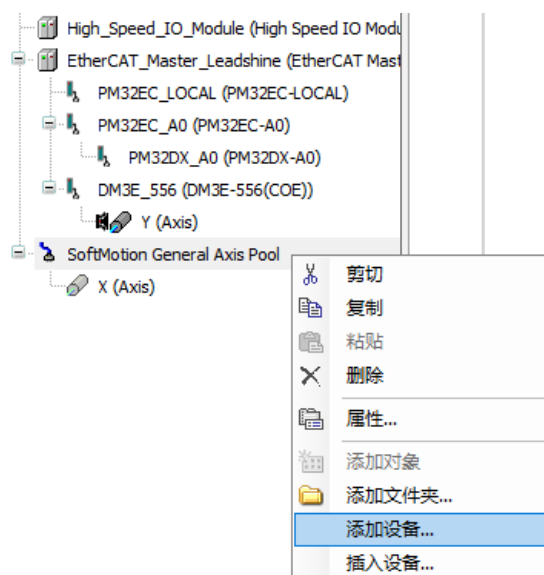 High_Speed_IO_Module (High Speed IO Modu
EtherCAT_Master_Leadshine (EtherCAT Mast
PM32EC_LOCAL (PM32EC-LOCAL)
PM32EC_A0 (PM32EC-A0)
PM32DX_A0 (PM32DX-A0)
DM3E_556 (DM3E-556(COE))
Y (Axis)
SoftMotion General Axis Pool
X (Axis)
剪切
复制
粘贴
删除
属性...
添加对象
添加文件夹...
添加设备...
插入设备...